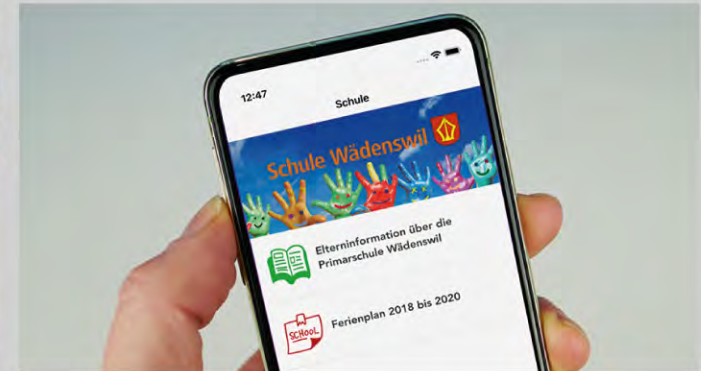 12:47
Schule
Schule Wädenswil
Elterninformation über die
Primarschule Wädenswil
SCHOOL
Ferienplan 2018 bis 2020